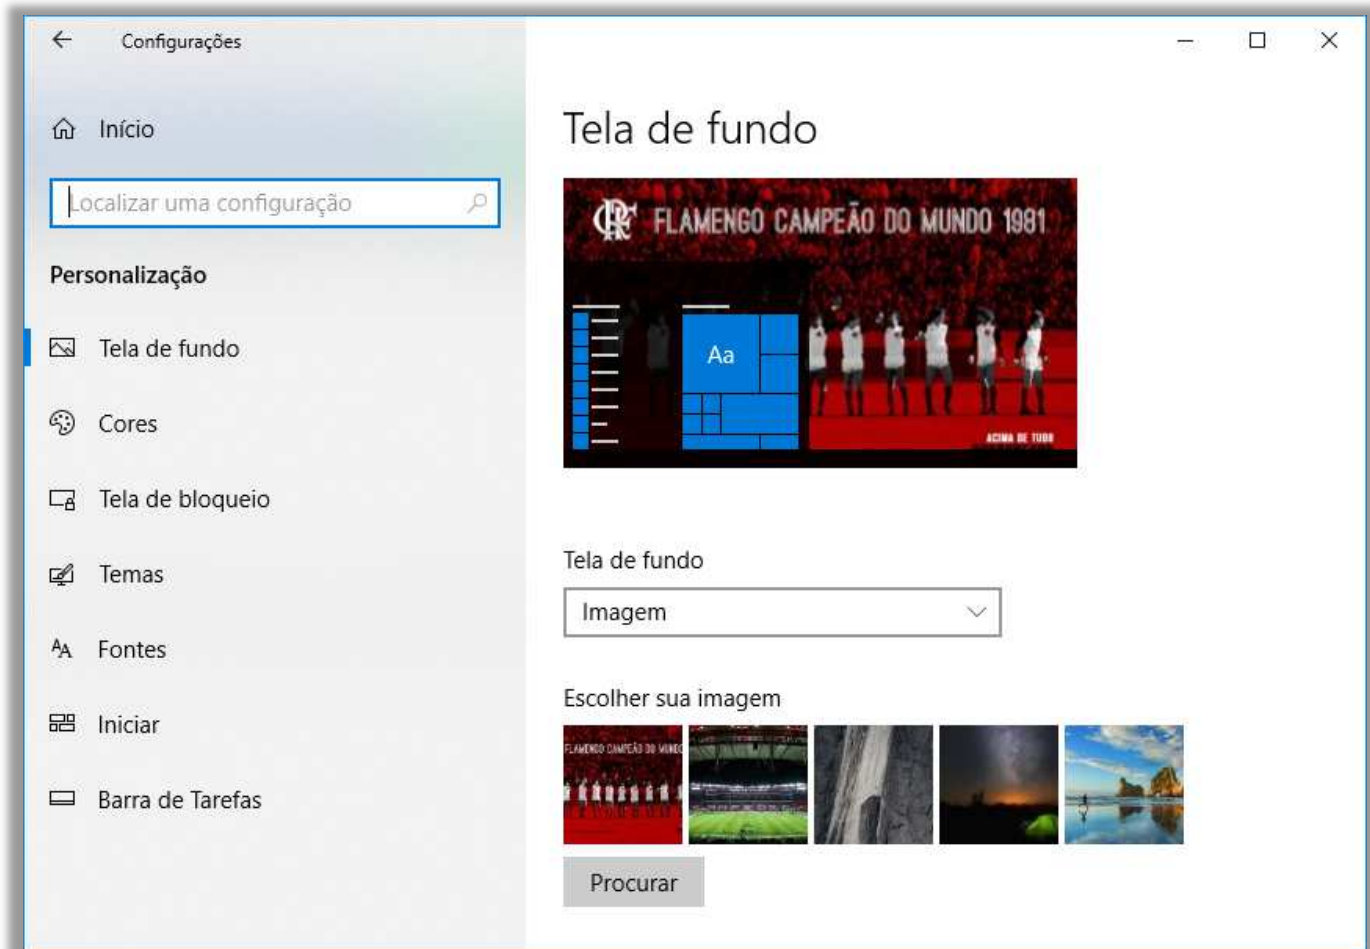 Configurações
Início
Localizar uma configuração
Personalização
Tela de fundo
Cores
Tela de bloqueio
Temas
Fontes
Iniciar
Barra de Tarefas
Tela de fundo
CRF FLAMENGO CAMPEÃO DO MUNDO 1981
Aa
ACIMA DE TUDO
Tela de fundo
Imagem
Escolher sua imagem
FLAMENGO CAMPEÃO DO MUNDO
Procurar